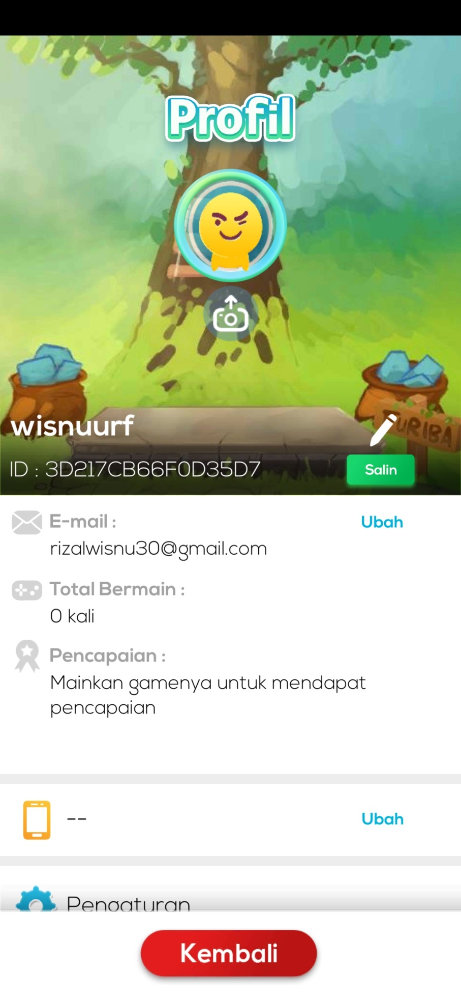 Profil
wisnuurf
FURIBA
ID : 3D217CB66F0D35D7
Salin
E-mail :
Ubah
rizalwisnu30@gmail.com
Total Bermain :
0 kali
Pencapaian :
Mainkan gamenya untuk mendapat
pencapaian
--
Ubah
Pengaturan
Kembali